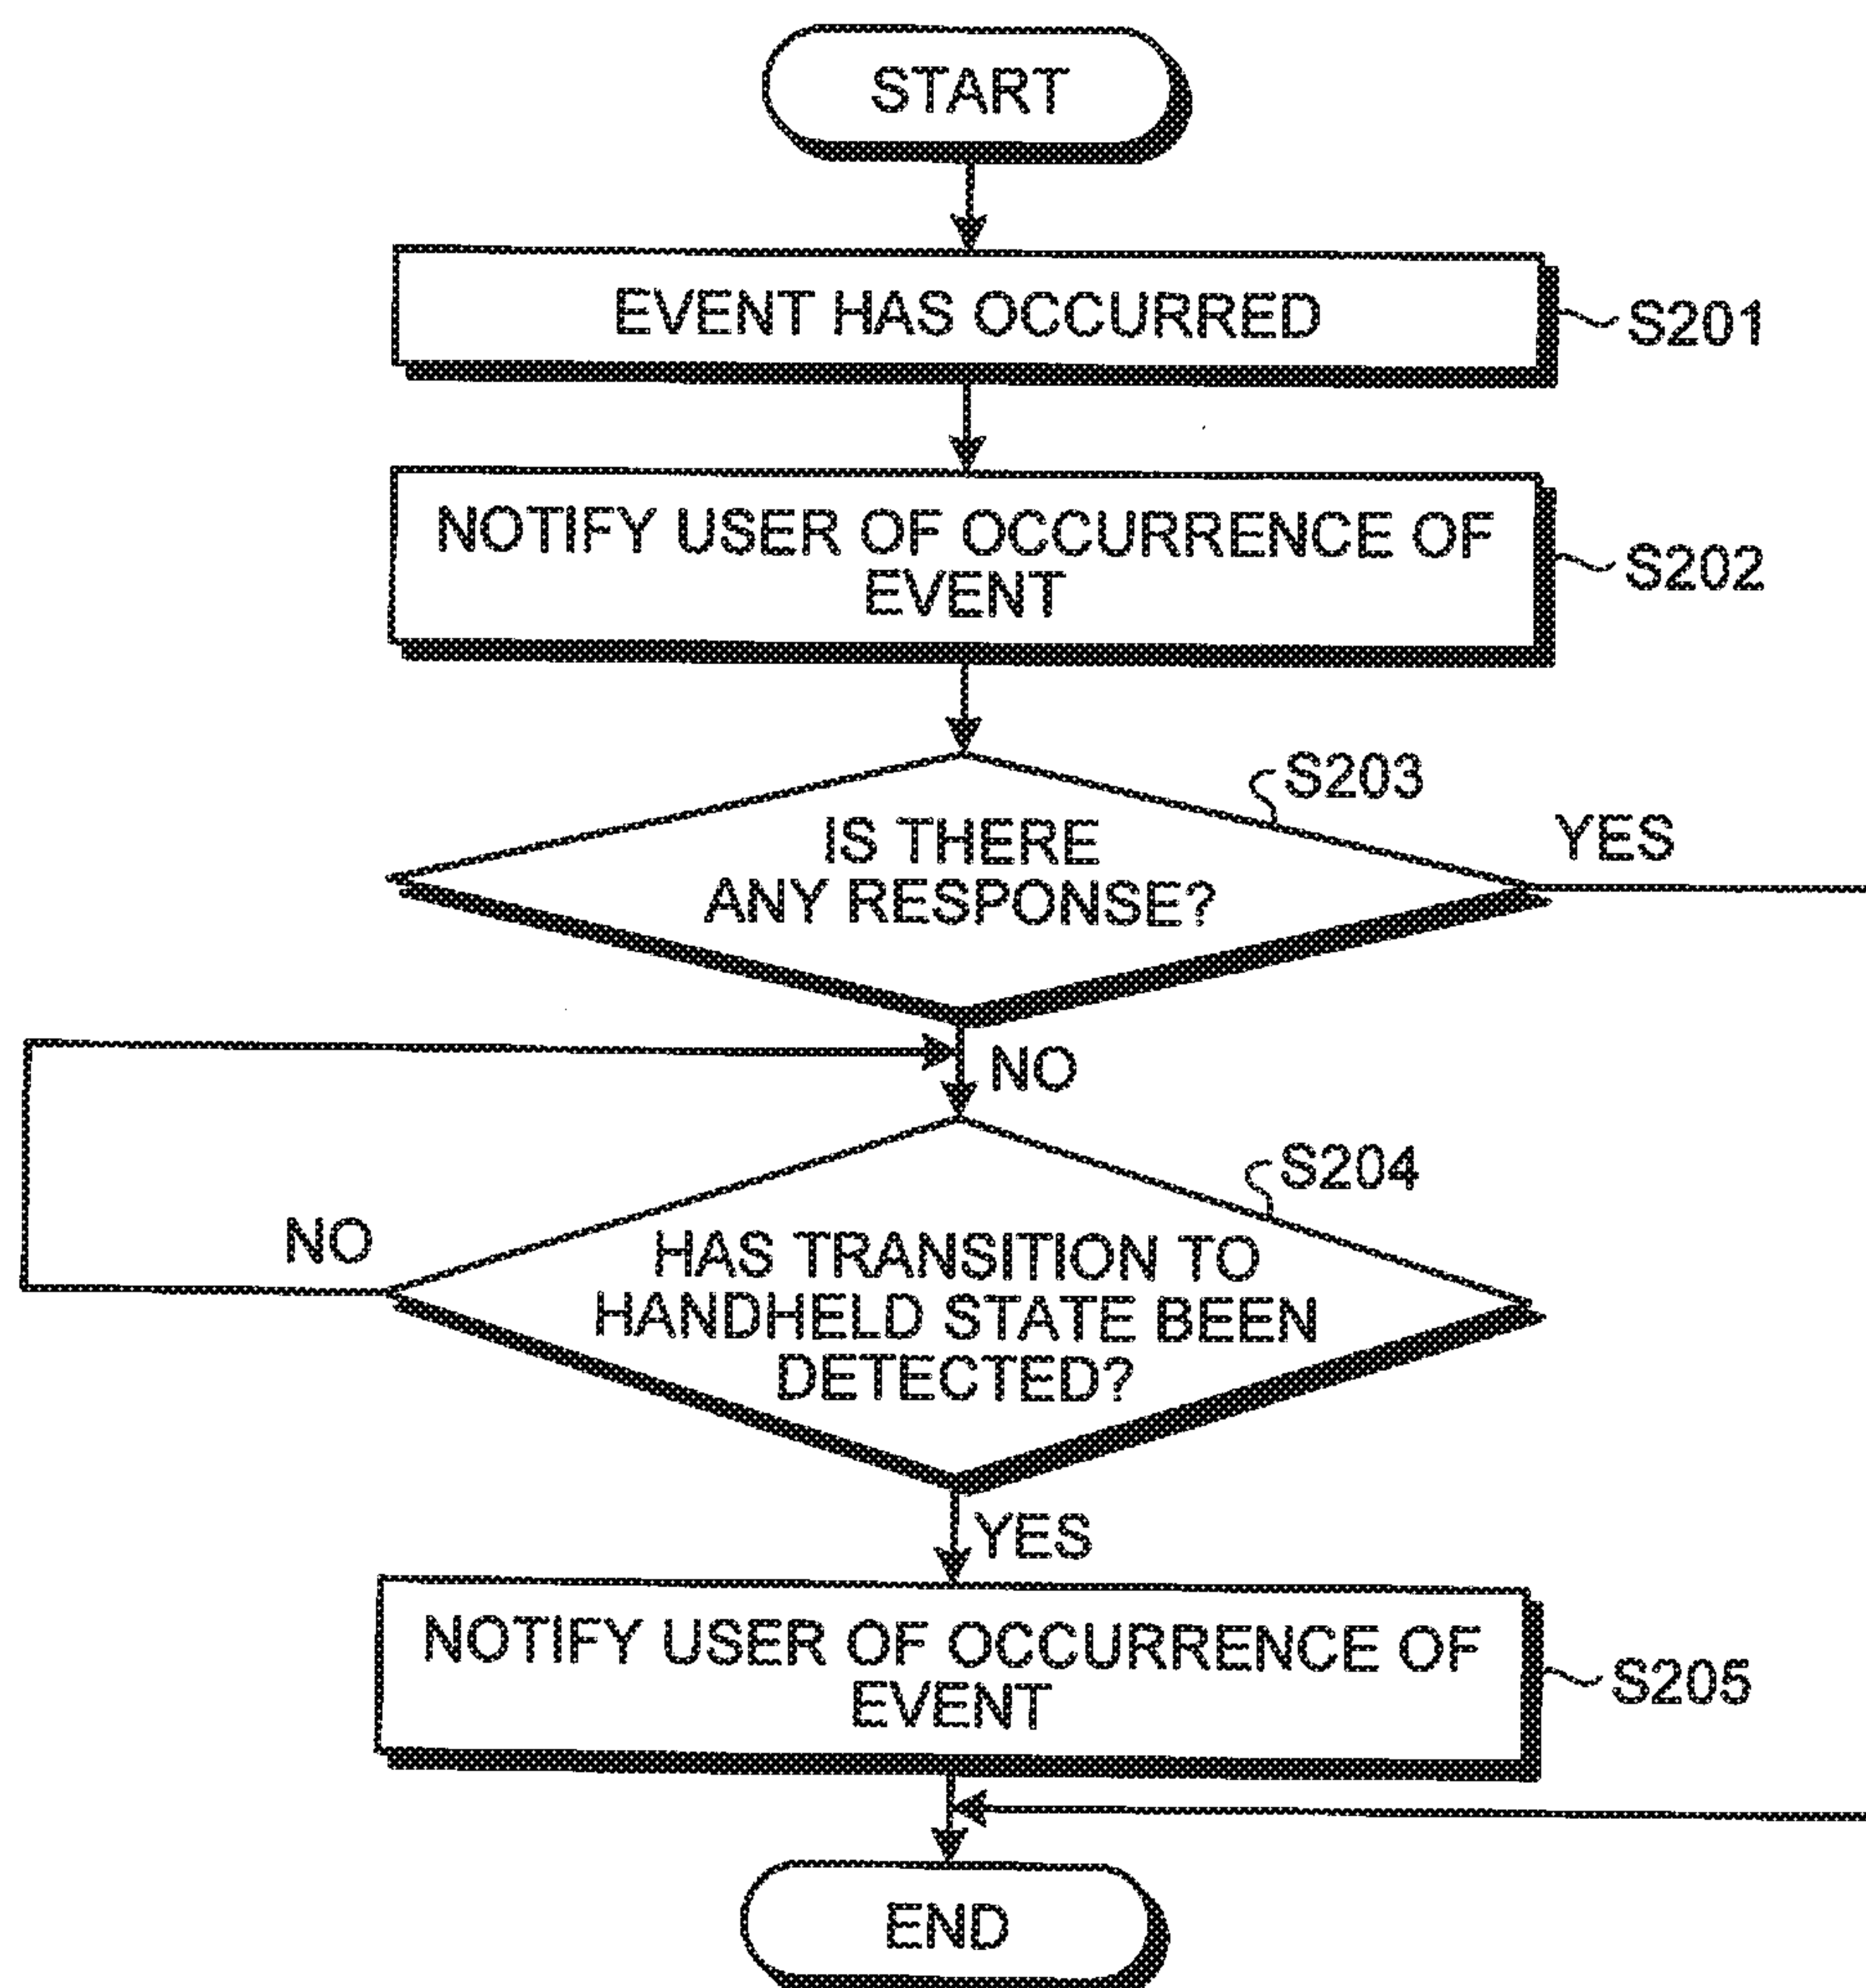 START
EVENT HAS OCCURRED
S201
NOTIFY USER OF OCCURRENCE OF
EVENT
S202
S203
IS THERE
ANY RESPONSE?
YES
NO
S204
NO
HAS TRANSITION TO
HANDHELD STATE BEEN
DETECTED?
YES
NOTIFY USER OF OCCURRENCE OF
EVENT
S205
END